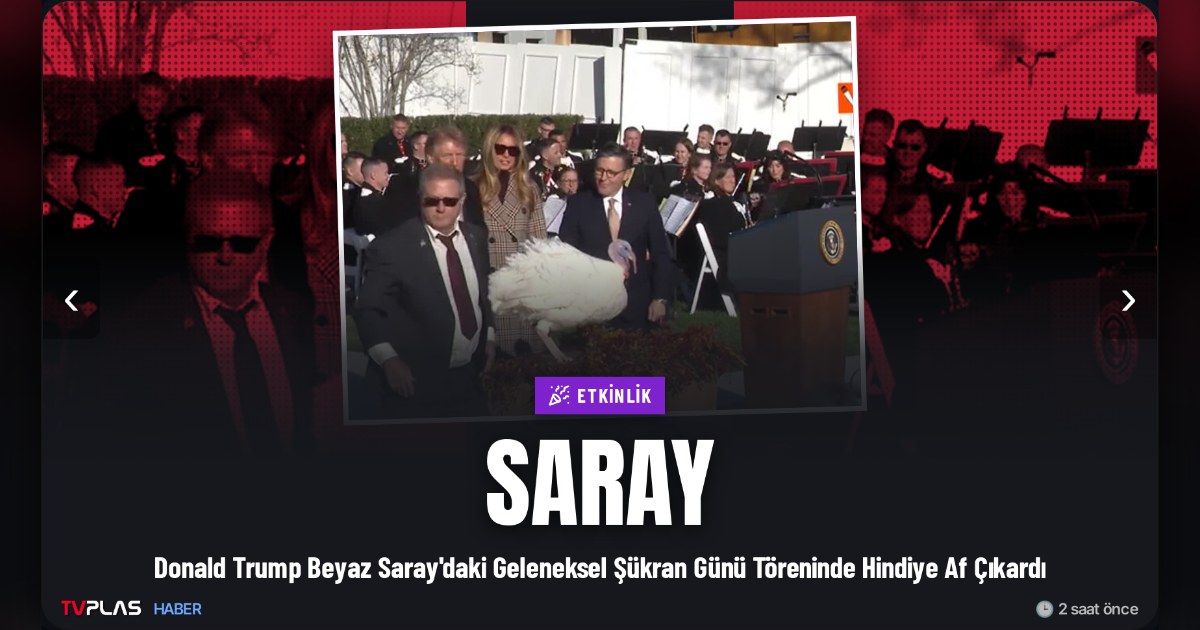 ETKİNLİK
SARAY
Donald Trump Beyaz Saray'daki Geleneksel Şükran Günü Töreninde Hindiye Af Çıkardı
TVPLAS HABER
2 saat önce